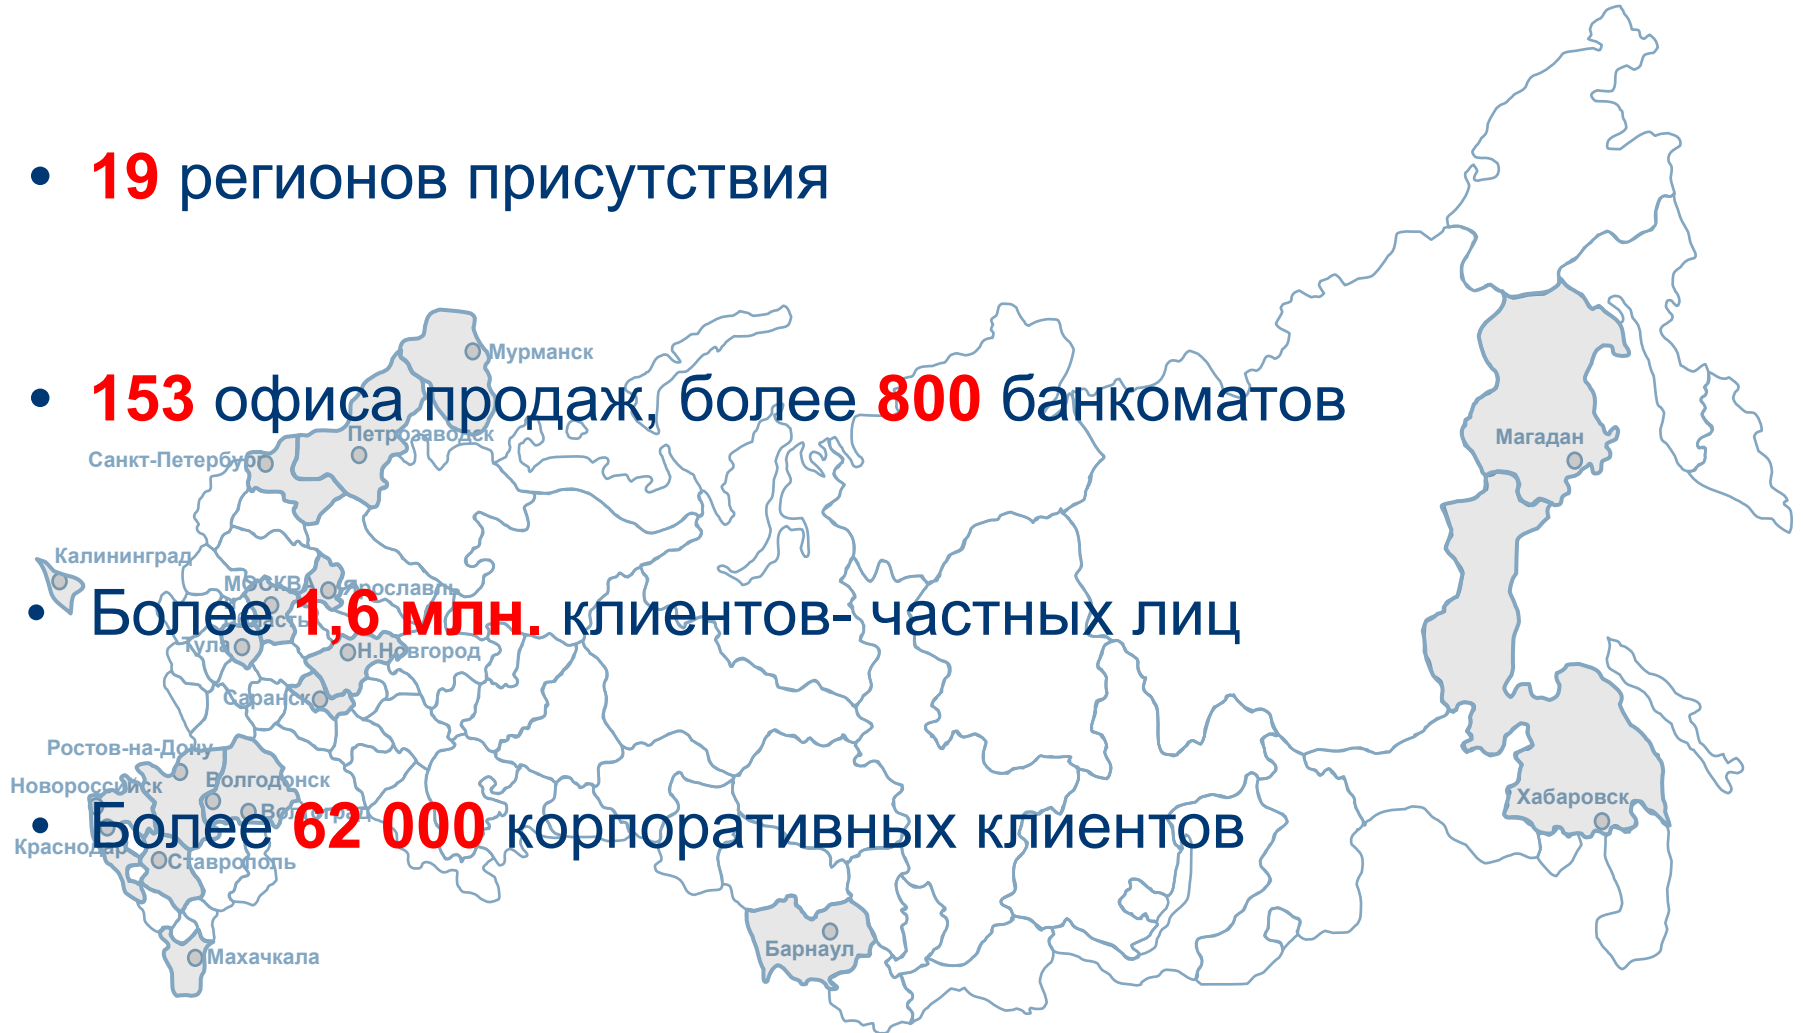 • 19 регионов присутствия
Мурманск
• 153 офиса продаж, более 800 банкоматов
Петрозаводск
Санкт-Петербург
Магадан
Калининград
МОСКВА
Ярославль
• Более 1,6 млн. клиентов- частных лиц
Тула
Н.Новгород
Саранск
Ростов-на-Дону
Новороссийск
Волгодонск
Хабаровск
Волгоград
• Более 62 000 корпоративных клиентов
Краснодар
Ставрополь
Барнаул
Махачкала